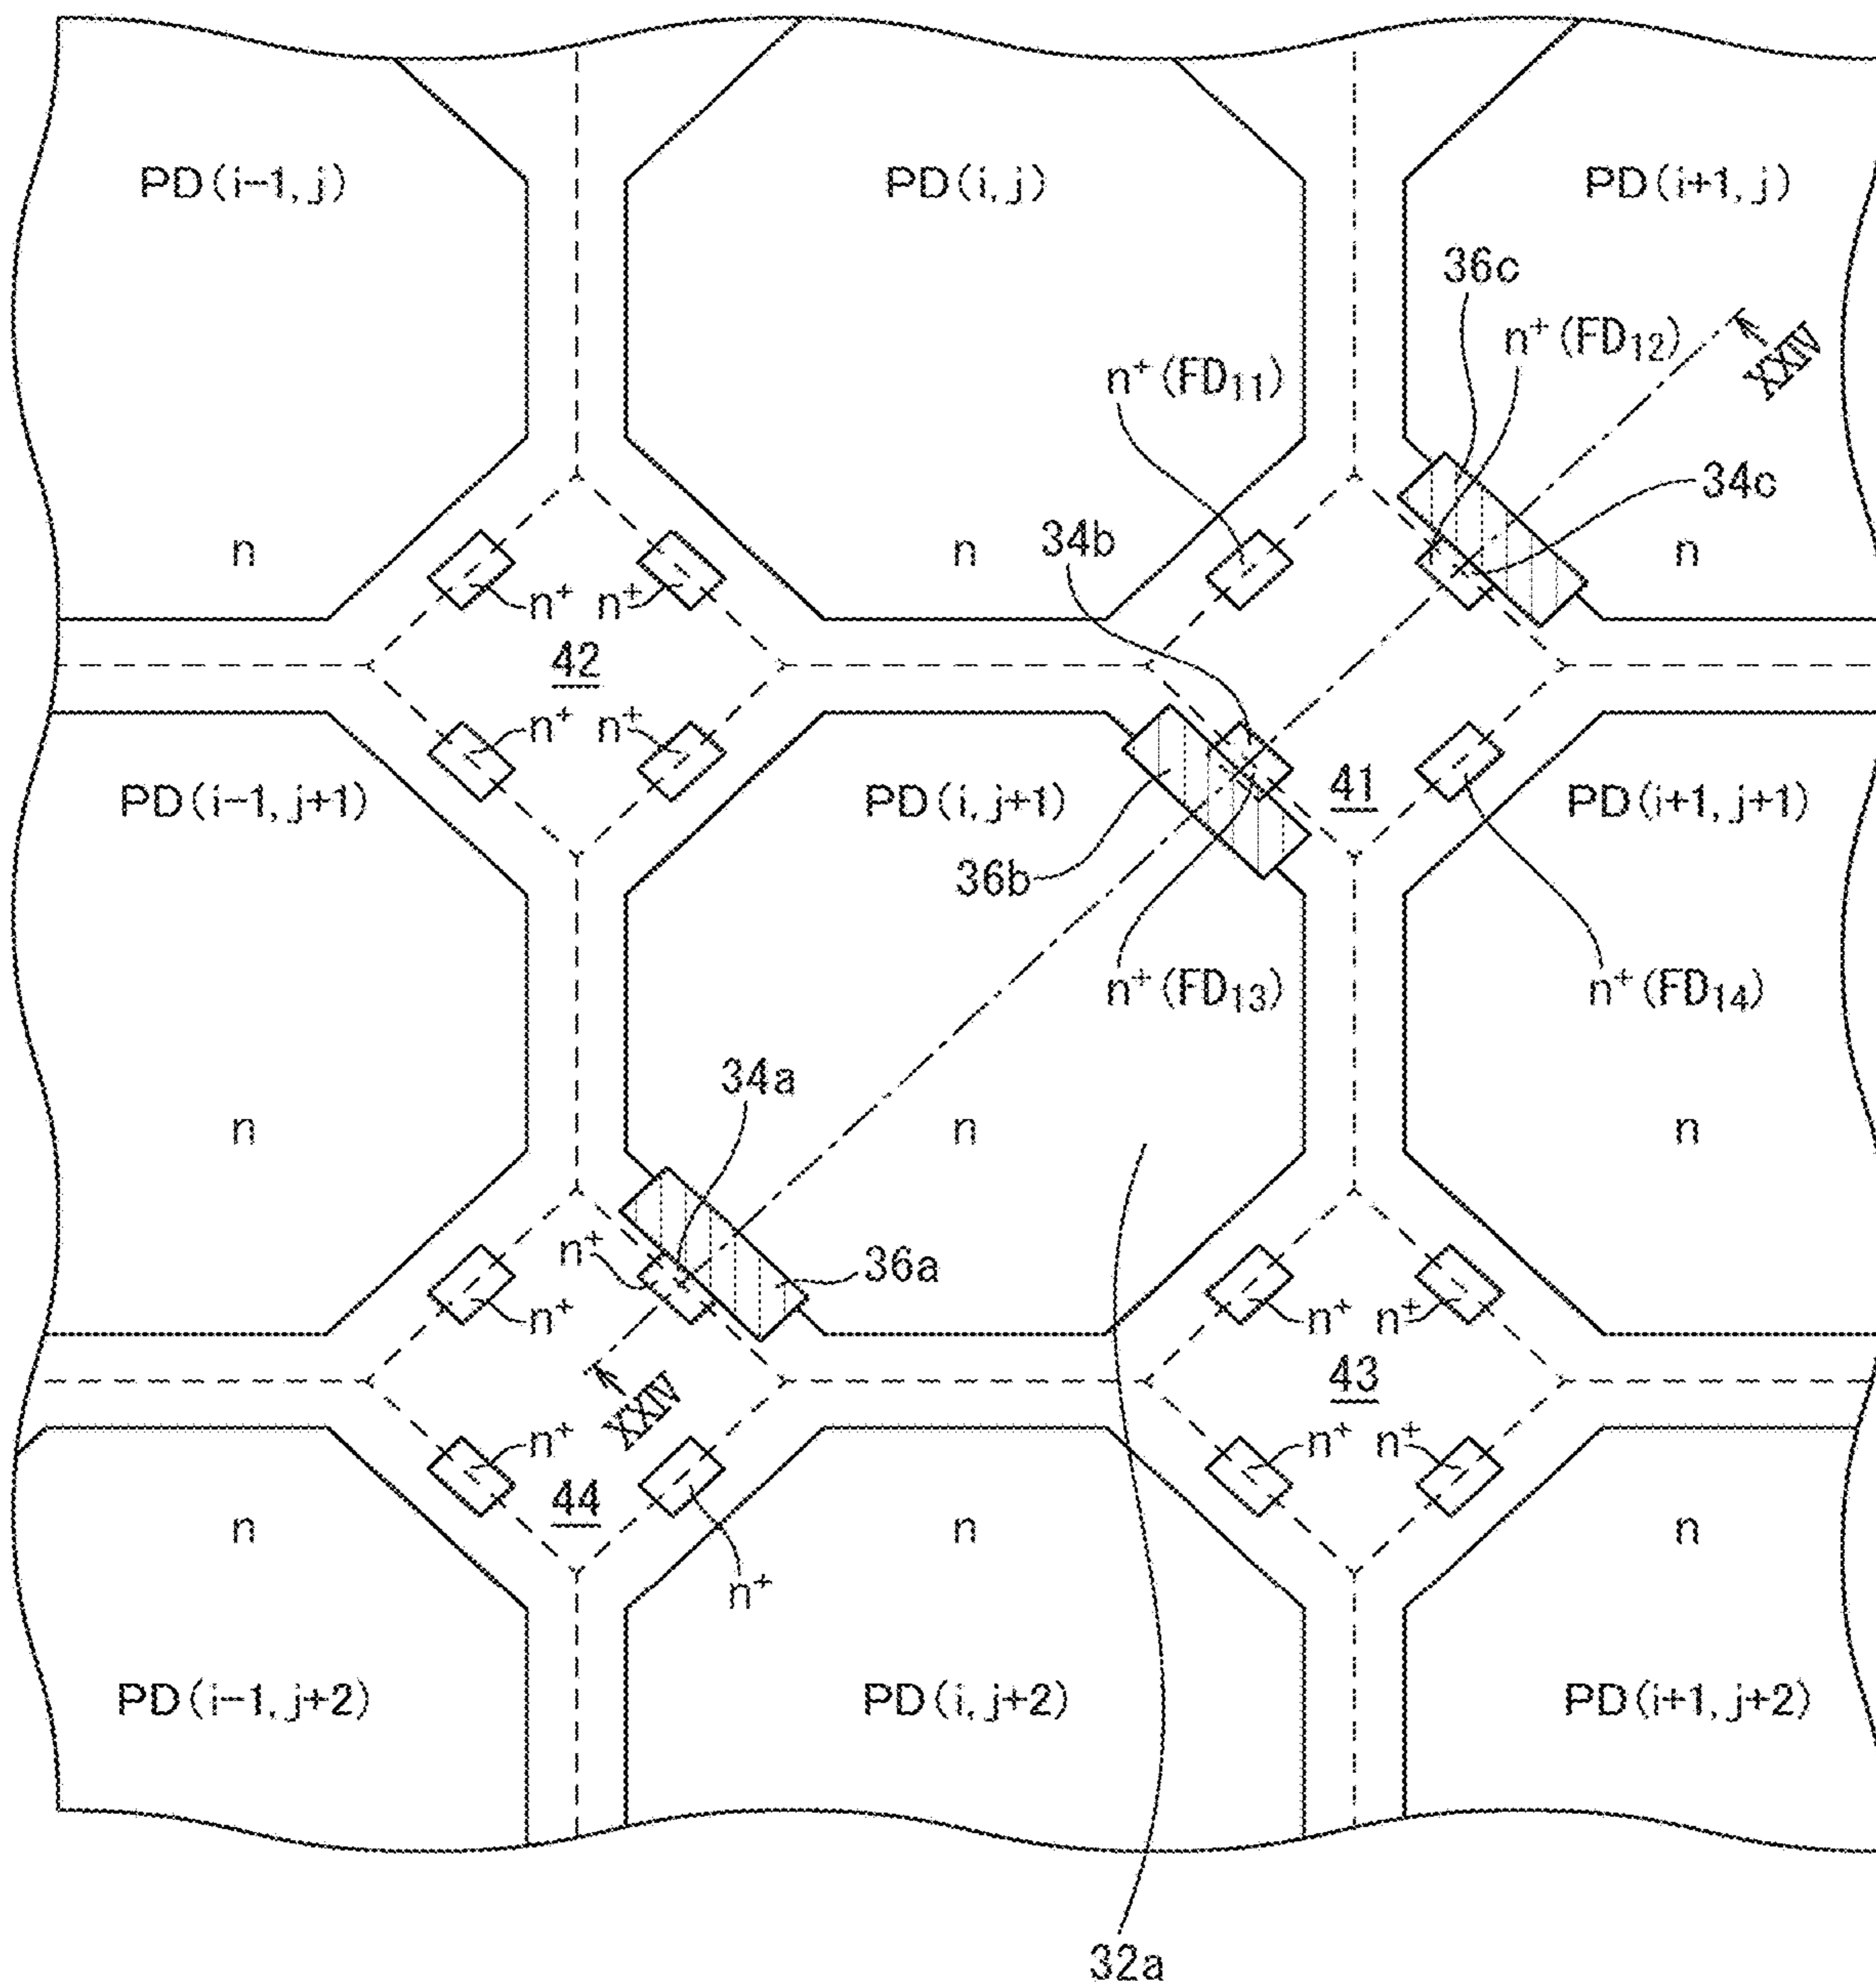 PD(i-1, j)
PD(i, j)
PD(i+1, j)
36c
n⁺(FD₁₂)
XXIV
n⁺(FD₁₁)
34c
34b
n
n
n
n⁺ n⁺
42
n⁺ n⁺
41
PD(i-1, j+1)
PD(i, j+1)
PD(i+1, j+1)
36b
n⁺(FD₁₃)
n⁺(FD₁₄)
34a
n
n
n
n⁺
36a
n⁺
n⁺ n⁺
43
XXIV
n⁺
n⁺ n⁺
44
n
n
n
n⁺
PD(i-1, j+2)
PD(i, j+2)
PD(i+1, j+2)
32a